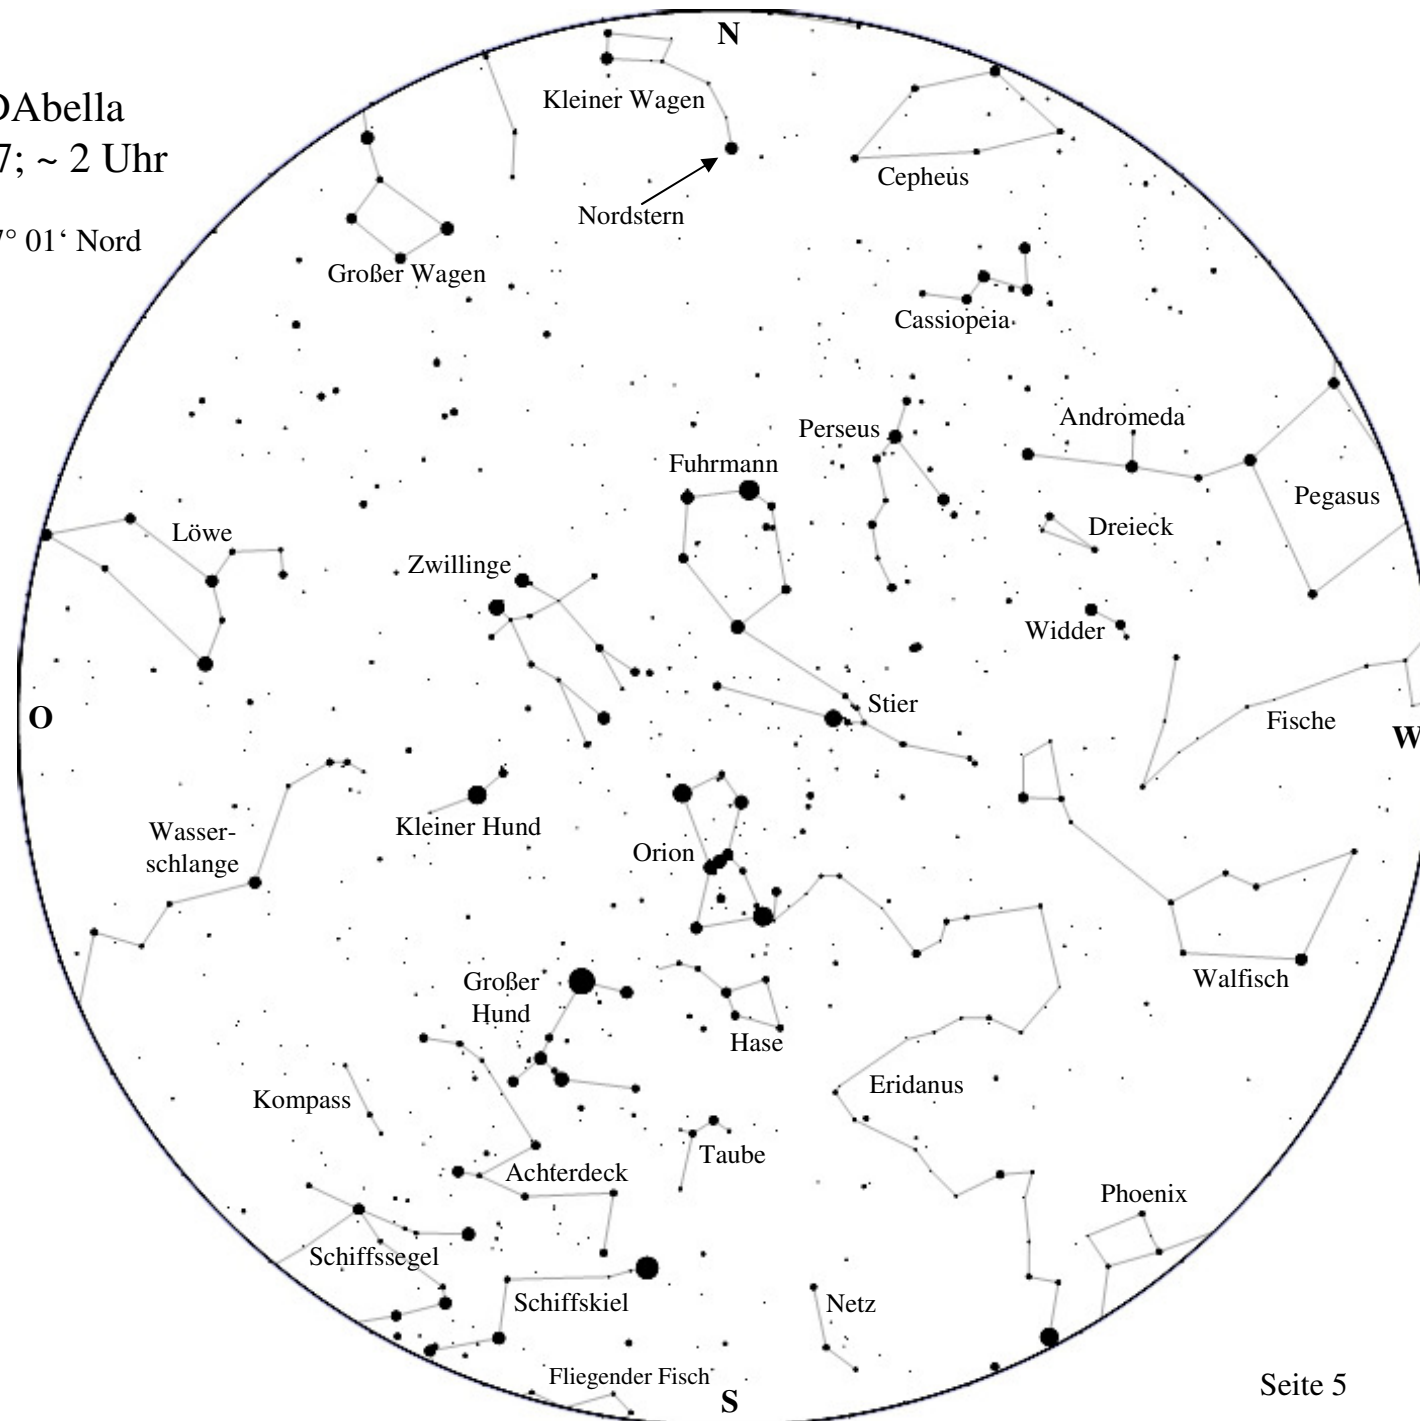 N
Abella
7; ~ 2 Uhr
7° 01‘ Nord
Kleiner Wagen
Cepheus
Nordstern
Großer Wagen
Cassiopeia
Andromeda
Perseus
Fuhrmann
Pegasus
Dreieck
Löwe
Zwillinge
Widder
Stier
O
Fische
W
Kleiner Hund
Wasser-
schlange
Orion
Walfisch
Großer
Hund
Hase
Eridanus
Kompass
Taube
Achterdeck
Phoenix
Schiffssegel
Schiffskiel
Netz
Fliegender Fisch
S
Seite 5